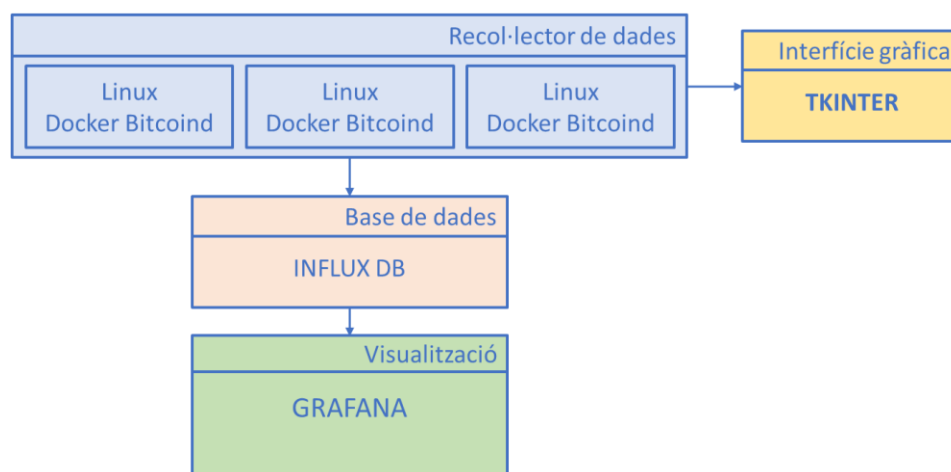 Recol·lector de dades
Linux
Docker Bitcoind
Linux
Docker Bitcoind
Linux
Docker Bitcoind
Interfície gràfica
TKINTER
Base de dades
INFLUX DB
Visualització
GRAFANA